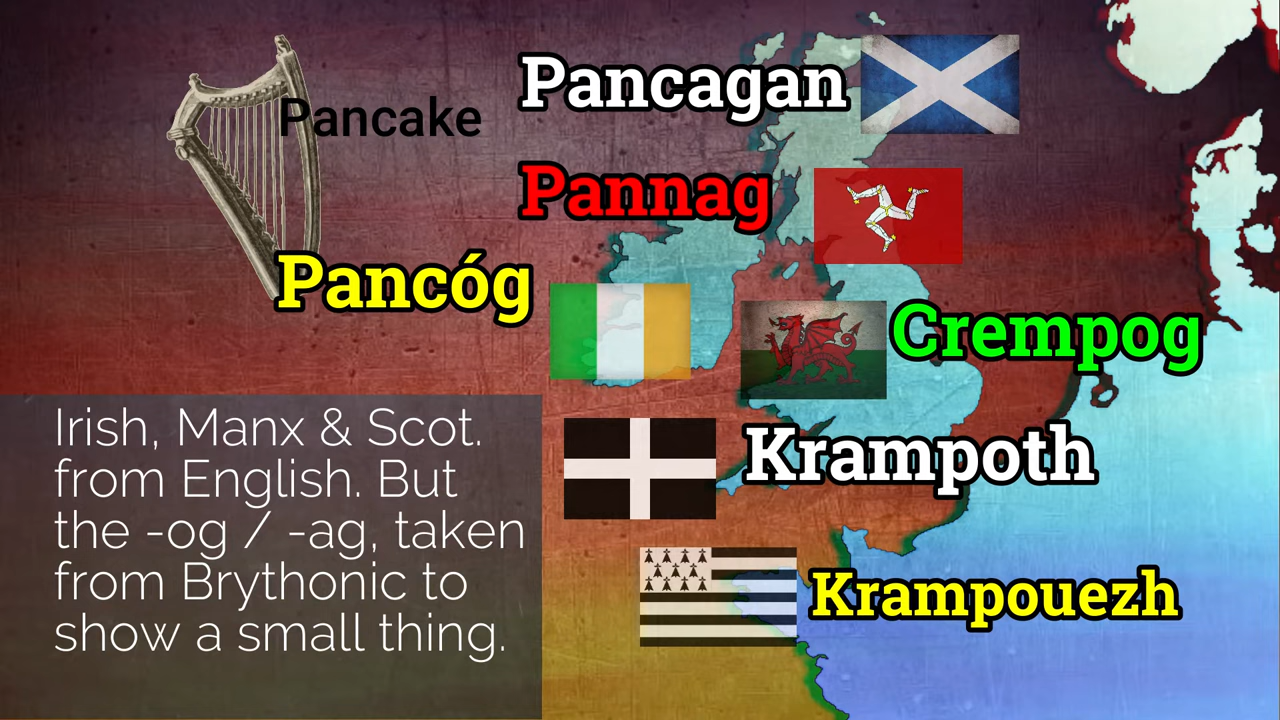 Pancake
Pancagan
Pannag
Pancóg
Crempog
Krampoth
Krampouezh
Irish, Manx & Scot.
from English. But
the -og / -ag, taken
from Brythonic to
show a small thing.